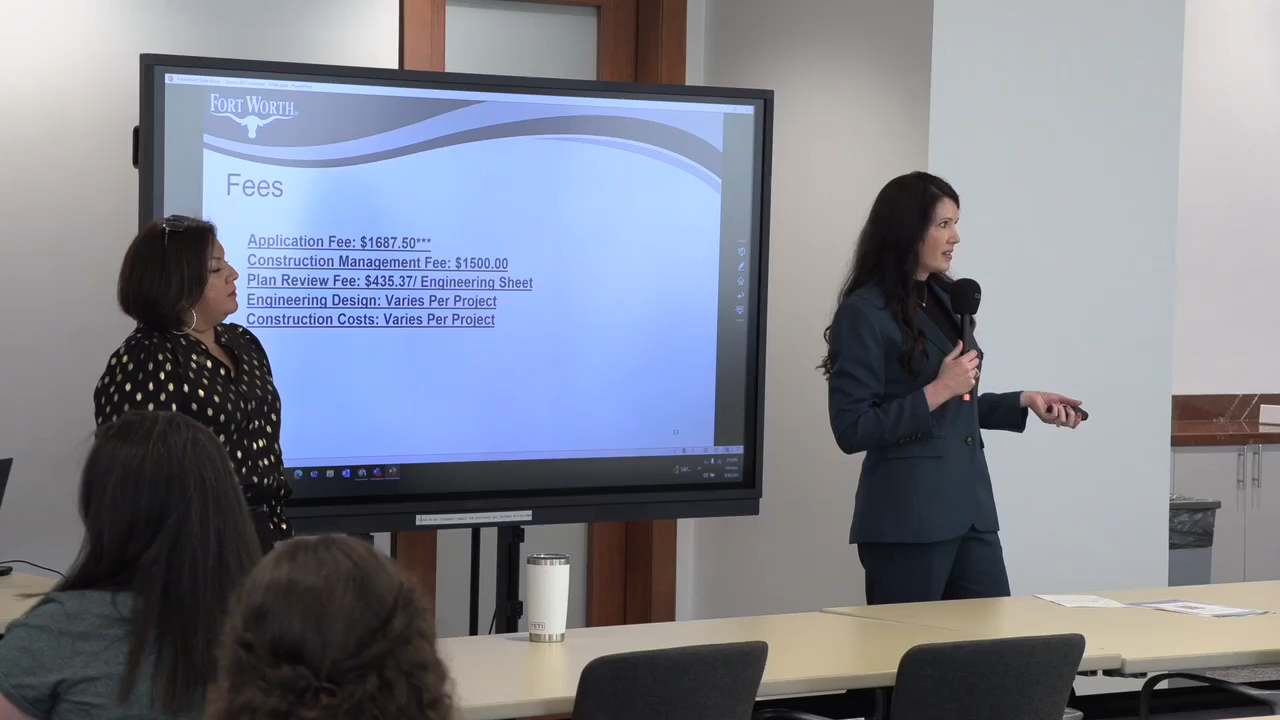 FORT WORTH
Fees
Application Fee: $1687.50***
Construction Management Fee: $1500.00
Plan Review Fee: $435.37/ Engineering Sheet
Engineering Design: Varies Per Project
Construction Costs: Varies Per Project
YETI